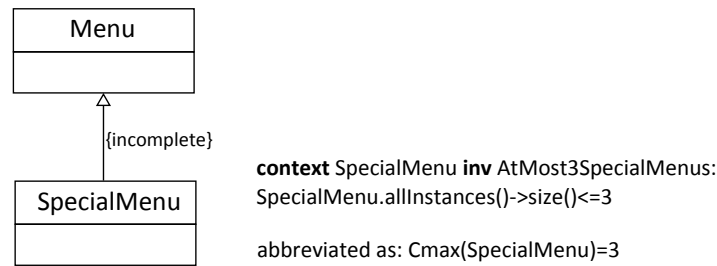 Menu
{incomplete}
SpecialMenu
context SpecialMenu inv AtMost3SpecialMenus:
SpecialMenu.allInstances()->size()<=3
abbreviated as: Cmax(SpecialMenu)=3